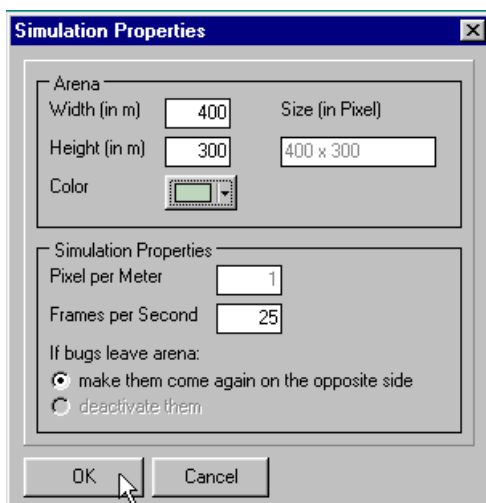 Simulation Properties
Arena
Width (in m) 400 Size (in Pixel)
Height (in m) 300 400 x 300
Color
Simulation Properties
Pixel per Meter 1
Frames per Second 25
If bugs leave arena:
make them come again on the opposite side
deactivate them
OK Cancel